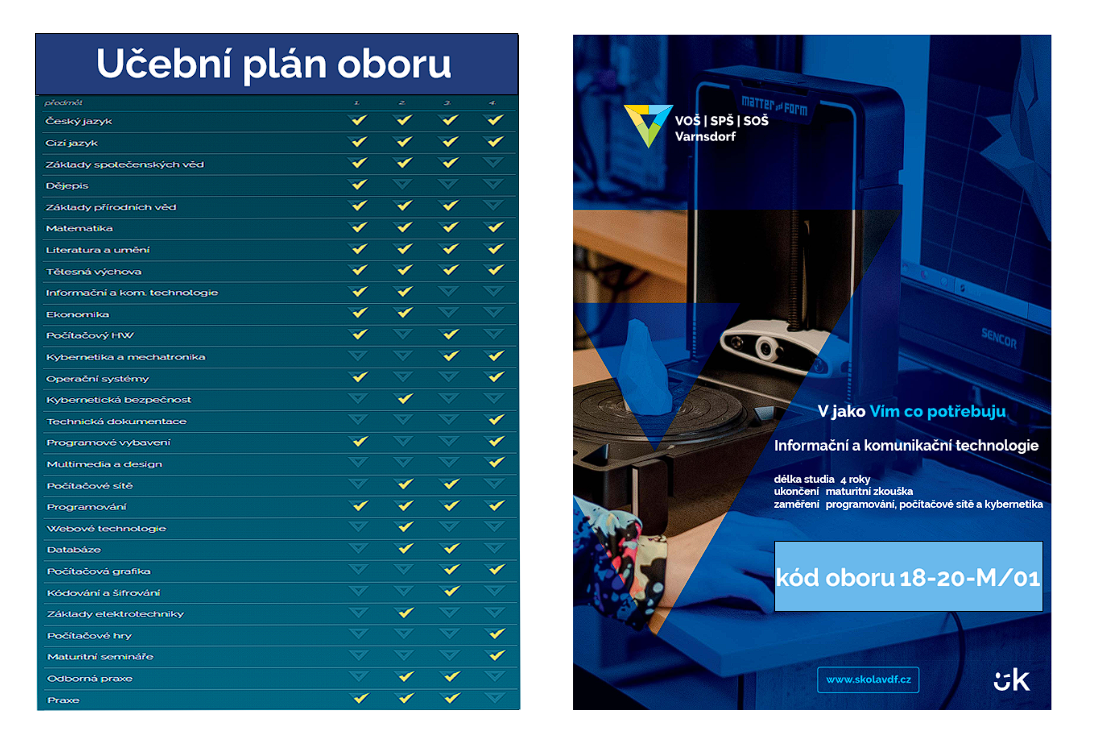 Učební plán oboru
předmět 1. 2. 3. 4.
Český jazyk
Cizí jazyk
Základy společenských věd
Dějepis
Základy přírodních věd
Matematika
Literatura a umění
Tělesná výchova
Informační a kom. technologie
Ekonomika
Počítačový HW
Kybernetika a mechatronika
Operační systémy
Kybernetická bezpečnost
Technická dokumentace
Programové vybavení
Multimedia a design
Počítačové sítě
Programování
Webové technologie
Databáze
Počítačová grafika
Kódování a šifrování
Základy elektrotechniky
Počítačové hry
Maturitní semináře
Odborná praxe
Praxe
matter and form
VOŠ | SPŠ | SOŠ
Varnsdorf
SENCOR
V jako Vím co potřebuju
Informační a komunikační technologie
délka studia 4 roky
ukončení maturitní zkouška
zaměření programování, počítačové sítě a kybernetika
kód oboru 18-20-M/01
www.skolavdf.cz
úk